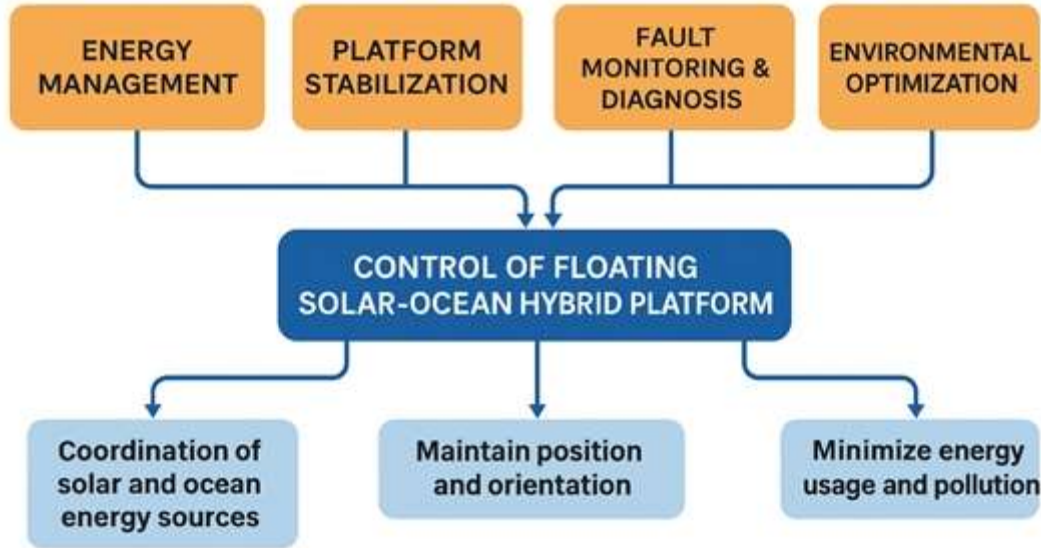 ENERGY
MANAGEMENT
PLATFORM
STABILIZATION
FAULT
MONITORING &
DIAGNOSIS
ENVIRONMENTAL
OPTIMIZATION
CONTROL OF FLOATING
SOLAR-OCEAN HYBRID PLATFORM
Coordination of
solar and ocean
energy sources
Maintain position
and orientation
Minimize energy
usage and pollution